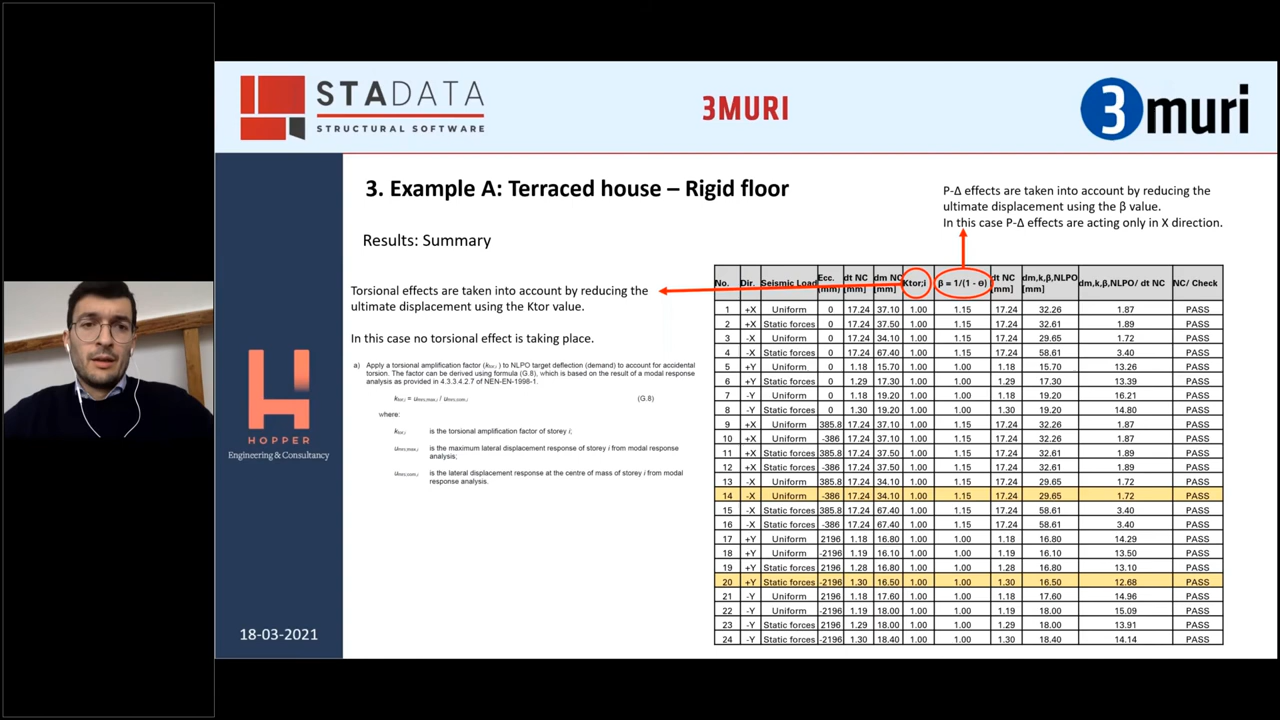 STADATA
STRUCTURAL SOFTWARE
3MURI
3muri
3. Example A: Terraced house – Rigid floor
P-Δ effects are taken into account by reducing the
ultimate displacement using the β value.
In this case P-Δ effects are acting only in X direction.
Results: Summary
Torsional effects are taken into account by reducing the
ultimate displacement using the Ktor value.
In this case no torsional effect is taking place.
a) Apply a torsional amplification factor (ktor,i ) to NLPO target deflection (demand) to account for accidental
torsion. The factor can be derived using formula (G.8), which is based on the result of a modal response
analysis as provided in 4.3.3.4.2.7 of NEN-EN-1998-1.
ktor,i = umrs,max,i / umrs,com,i (G.8)
where:
ktor,i is the torsional amplification factor of storey i;
umrs,max,i is the maximum lateral displacement response of storey i from modal response
analysis;
umrs,com,i is the lateral displacement response at the centre of mass of storey i from modal
response analysis.
No. Dir. Seismic Load Ecc. [mm] dt NC [mm] dm NC [mm] Ktor;i β = 1/(1 - θ) dt NC [mm] dm,k,β,NLPO [mm] dm,k,β,NLPO/ dt NC NC/ Check
1 +X Uniform 0 17.24 37.10 1.00 1.15 17.24 32.26 1.87 PASS
2 +X Static forces 0 17.24 37.50 1.00 1.15 17.24 32.61 1.89 PASS
3 -X Uniform 0 17.24 34.10 1.00 1.15 17.24 29.65 1.72 PASS
4 -X Static forces 0 17.24 67.40 1.00 1.15 17.24 58.61 3.40 PASS
5 +Y Uniform 0 1.18 15.70 1.00 1.00 1.18 15.70 13.26 PASS
6 +Y Static forces 0 1.29 17.30 1.00 1.00 1.29 17.30 13.39 PASS
7 -Y Uniform 0 1.18 19.20 1.00 1.00 1.18 19.20 16.21 PASS
8 -Y Static forces 0 1.30 19.20 1.00 1.00 1.30 19.20 14.80 PASS
9 +X Uniform 385.8 17.24 37.10 1.00 1.15 17.24 32.26 1.87 PASS
10 +X Uniform -386 17.24 37.10 1.00 1.15 17.24 32.26 1.87 PASS
11 +X Static forces 385.8 17.24 37.50 1.00 1.15 17.24 32.61 1.89 PASS
12 +X Static forces -386 17.24 37.50 1.00 1.15 17.24 32.61 1.89 PASS
13 -X Uniform 385.8 17.24 34.10 1.00 1.15 17.24 29.65 1.72 PASS
14 -X Uniform -386 17.24 34.10 1.00 1.15 17.24 29.65 1.72 PASS
15 -X Static forces 385.8 17.24 67.40 1.00 1.15 17.24 58.61 3.40 PASS
16 -X Static forces -386 17.24 67.40 1.00 1.15 17.24 58.61 3.40 PASS
17 +Y Uniform 2196 1.18 16.80 1.00 1.00 1.18 16.80 14.29 PASS
18 +Y Uniform -2196 1.19 16.10 1.00 1.00 1.19 16.10 13.50 PASS
19 +Y Static forces 2196 1.28 16.80 1.00 1.00 1.28 16.80 13.10 PASS
20 +Y Static forces -2196 1.30 16.50 1.00 1.00 1.30 16.50 12.68 PASS
21 -Y Uniform 2196 1.18 17.60 1.00 1.00 1.18 17.60 14.96 PASS
22 -Y Uniform -2196 1.19 18.00 1.00 1.00 1.19 18.00 15.09 PASS
23 -Y Static forces 2196 1.29 18.00 1.00 1.00 1.29 18.00 13.91 PASS
24 -Y Static forces -2196 1.30 18.40 1.00 1.00 1.30 18.40 14.14 PASS
HOPPER
Engineering & Consultancy
18-03-2021